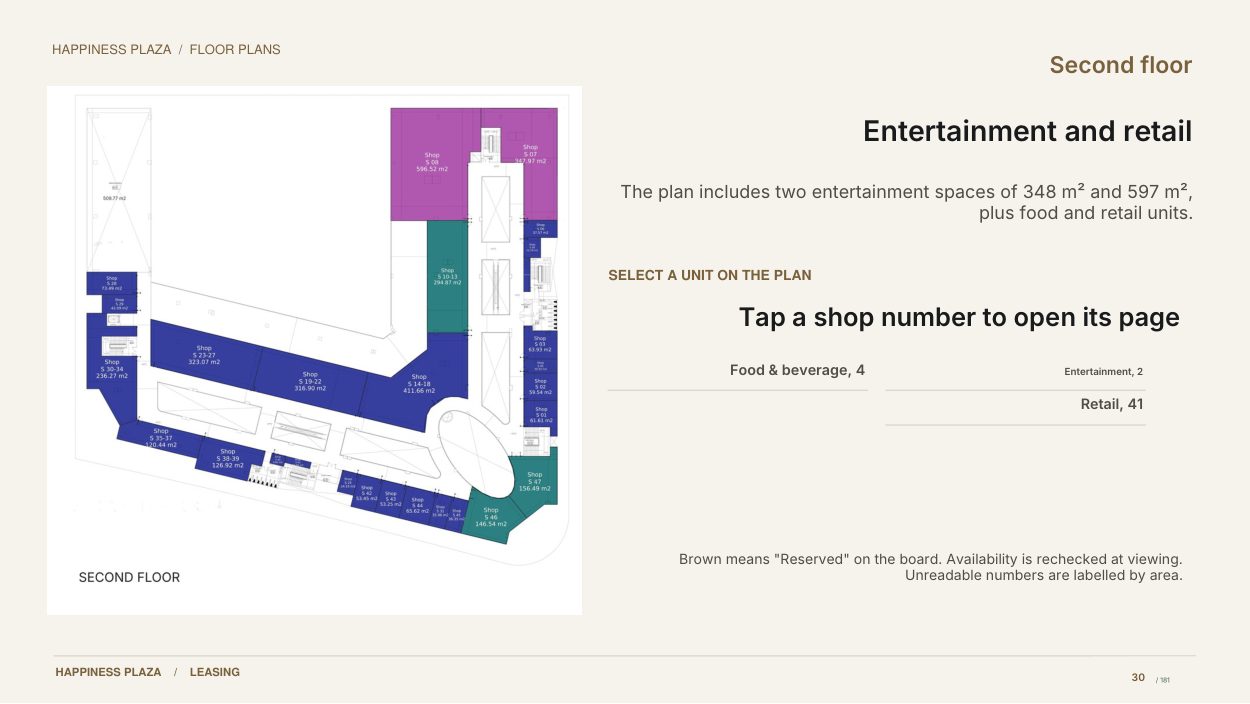 HAPPINESS PLAZA / FLOOR PLANS
Second floor
Entertainment and retail
The plan includes two entertainment spaces of 348 m² and 597 m²,
plus food and retail units.
SELECT A UNIT ON THE PLAN
Tap a shop number to open its page
Food & beverage, 4
Entertainment, 2
Retail, 41
Brown means "Reserved" on the board. Availability is rechecked at viewing.
Unreadable numbers are labelled by area.
Shop
S 08
596.52 m2
Shop
S 07
347.97 m2
Shop
S 10-13
294.87 m2
Shop
S 03
63.93 m2
Shop
S 02
59.54 m2
Shop
S 01
61.61 m2
Shop
S 23-27
323.07 m2
Shop
S 19-22
316.90 m2
Shop
S 14-18
411.66 m2
Shop
S 30-34
236.27 m2
Shop
S 35-37
120.44 m2
Shop
S 38-39
126.92 m2
Shop
S 42
53.45 m2
Shop
S 43
53.25 m2
Shop
S 44
65.62 m2
Shop
S 46
146.54 m2
Shop
S 47
156.49 m2
SECOND FLOOR
HAPPINESS PLAZA / LEASING
30 / 181